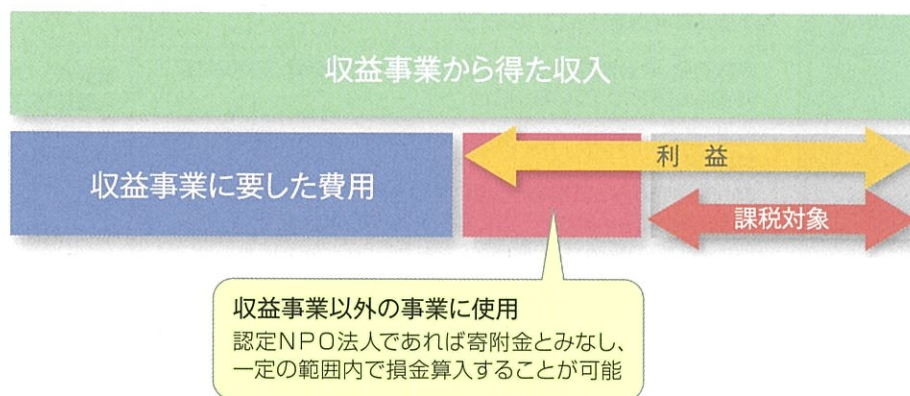 収益事業から得た収入
収益事業に要した費用
利 益
課税対象
収益事業以外の事業に使用
認定NPO法人であれば寄附金とみなし、
一定の範囲内で損金算入することが可能